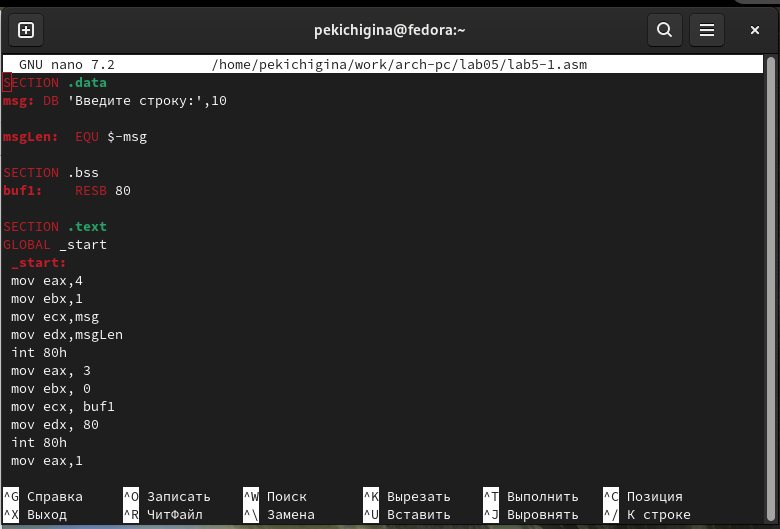 pekichigina@fedora:~
GNU nano 7.2 /home/pekichigina/work/arch-pc/lab05/lab5-1.asm
SECTION .data
msg: DB 'Введите строку:',10
msgLen: EQU $-msg
SECTION .bss
buf1: RESB 80
SECTION .text
GLOBAL _start
_start:
mov eax,4
mov ebx,1
mov ecx,msg
mov edx,msgLen
int 80h
mov eax, 3
mov ebx, 0
mov ecx, buf1
mov edx, 80
int 80h
mov eax,1
^G Справка ^O Записать ^W Поиск ^K Вырезать ^T Выполнить ^C Позиция
^X Выход ^R ЧитФайл ^\ Замена ^U Вставить ^J Выровнять ^/ К строке